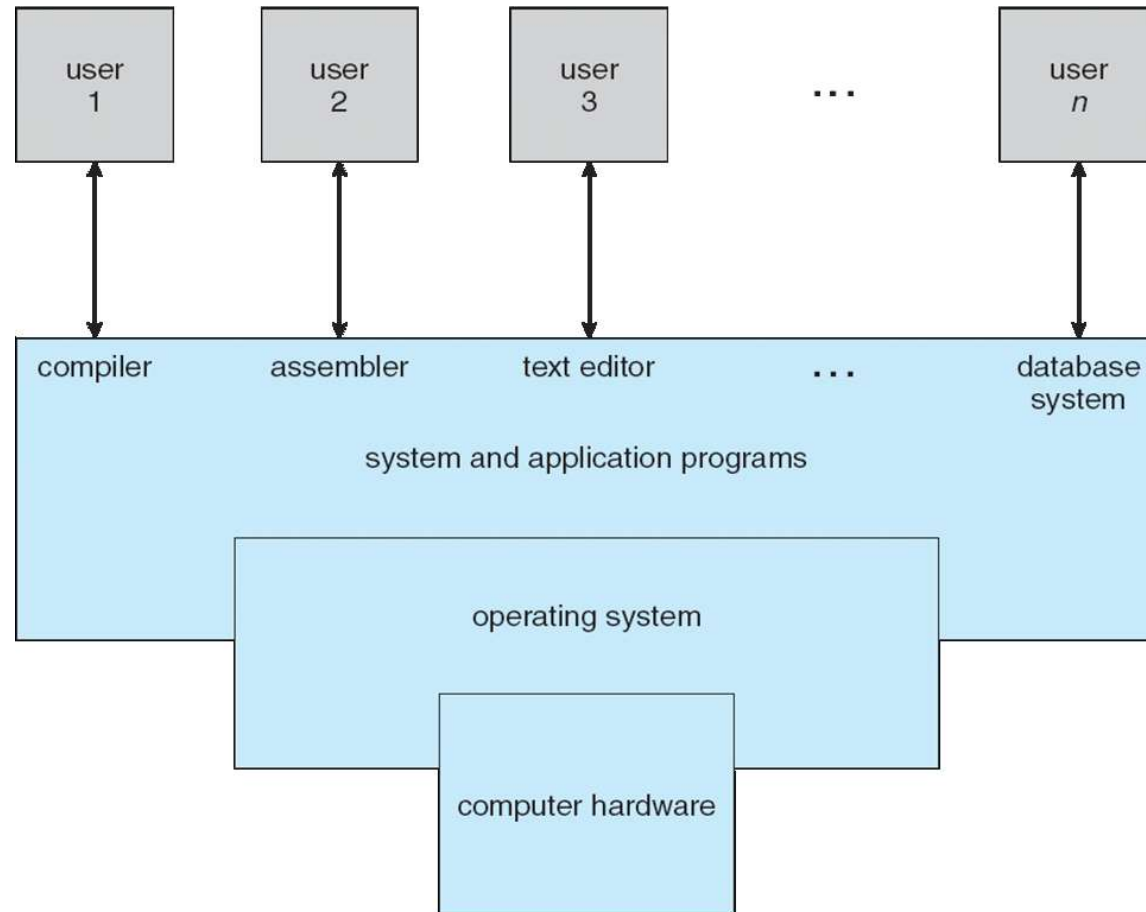 user
1
user
2
user
3
...
user
n
compiler
assembler
text editor
...
database
system
system and application programs
operating system
computer hardware